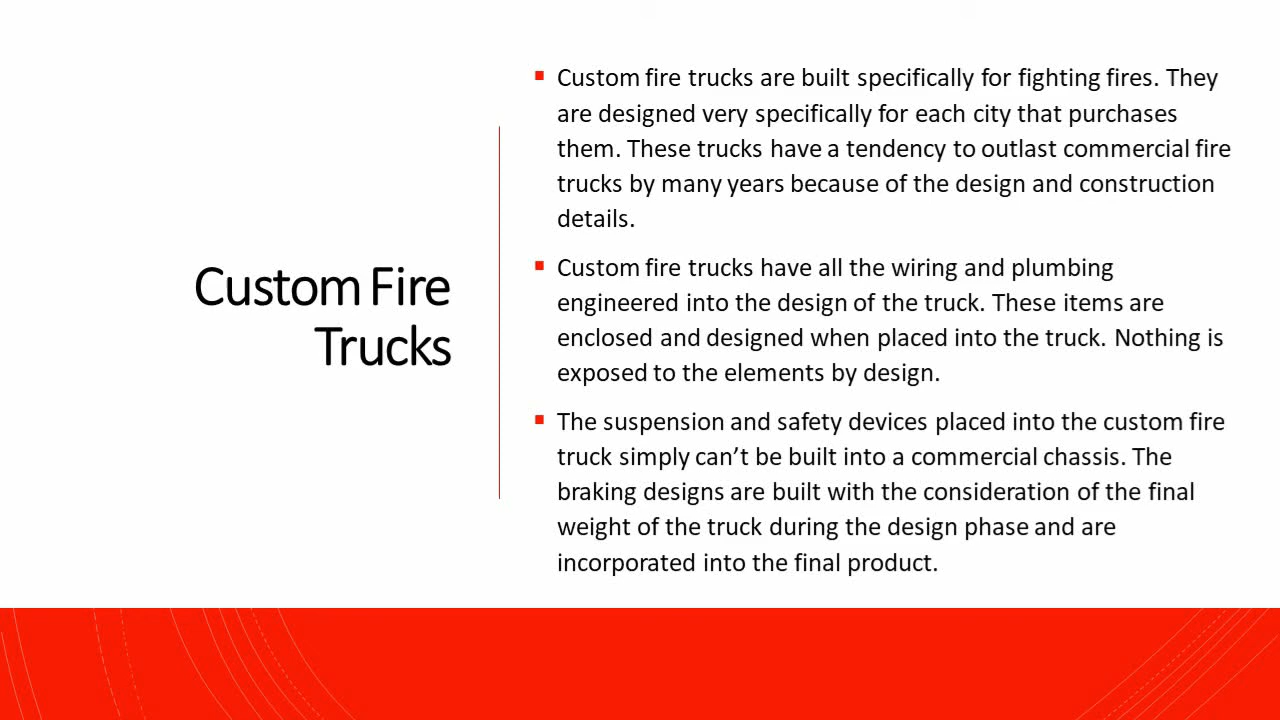 Custom Fire
Trucks
Custom fire trucks are built specifically for fighting fires. They
are designed very specifically for each city that purchases
them. These trucks have a tendency to outlast commercial fire
trucks by many years because of the design and construction
details.
Custom fire trucks have all the wiring and plumbing
engineered into the design of the truck. These items are
enclosed and designed when placed into the truck. Nothing is
exposed to the elements by design.
The suspension and safety devices placed into the custom fire
truck simply can’t be built into a commercial chassis. The
braking designs are built with the consideration of the final
weight of the truck during the design phase and are
incorporated into the final product.